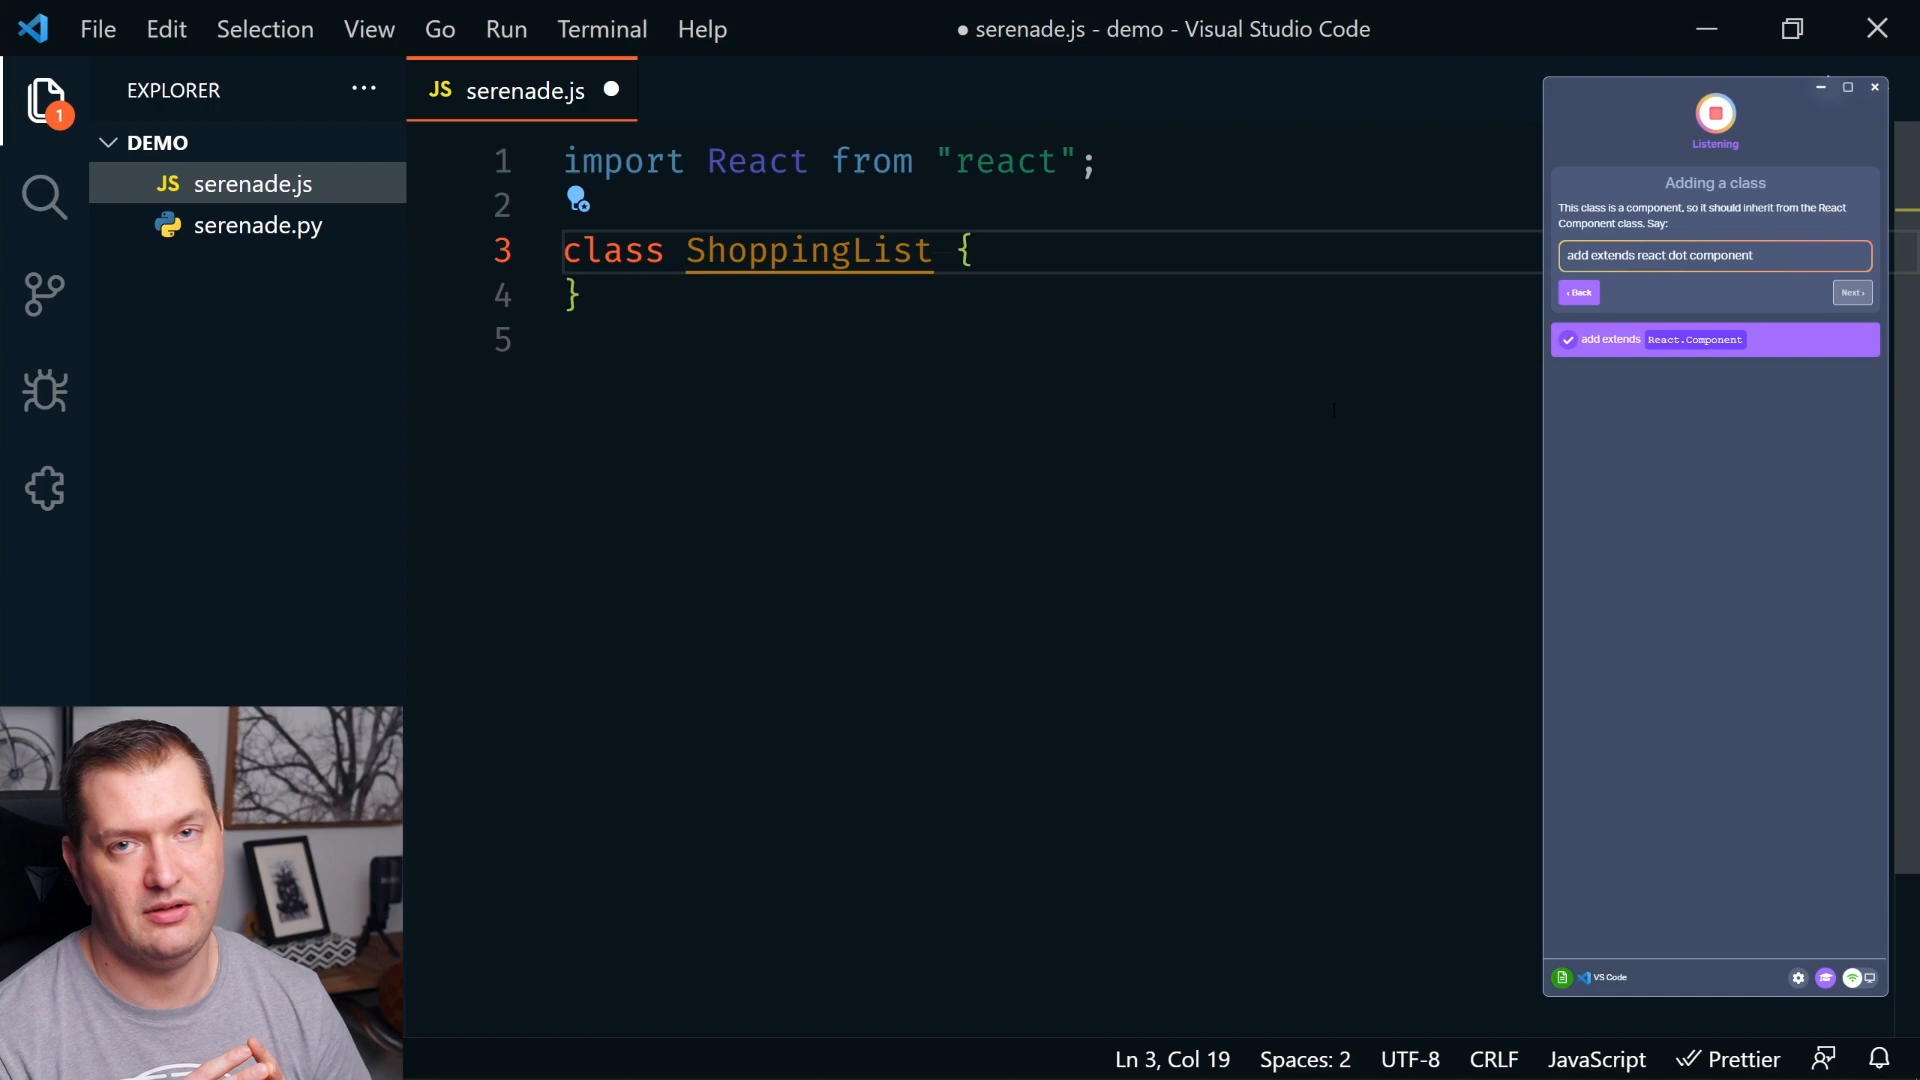 File Edit Selection View Go Run Terminal Help
● serenade.js - demo - Visual Studio Code
1
EXPLORER ···
DEMO
JS serenade.js
serenade.py
JS serenade.js
1 import React from "react";
2
3 class ShoppingList {
4 }
5
Listening
Adding a class
This class is a component, so it should inherit from the React
Component class. Say:
add extends react dot component
‹ Back
Next ›
add extends React.Component
VS Code
Ln 3, Col 19 Spaces: 2 UTF-8 CRLF JavaScript Prettier